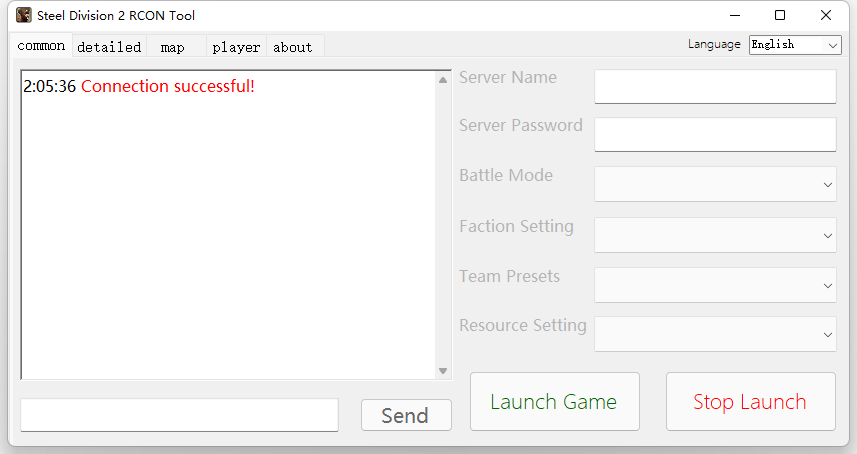 Steel Division 2 RCON Tool
common detailed map player about Language English
2:05:36 Connection successful!
Server Name
Server Password
Battle Mode
Faction Setting
Team Presets
Resource Setting
Send Launch Game Stop Launch